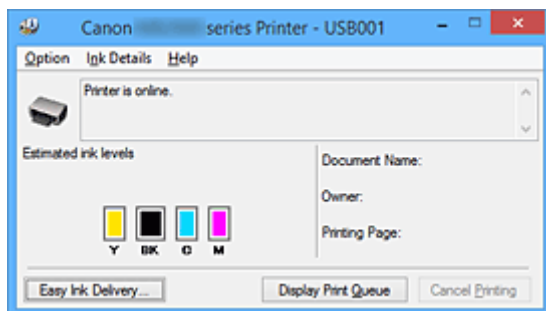 Canon series Printer - USB001
Option Ink Details Help
Printer is online.
Estimated ink levels
Document Name:
Owner:
Printing Page:
Y BK C M
Easy Ink Delivery... Display Print Queue Cancel Printing